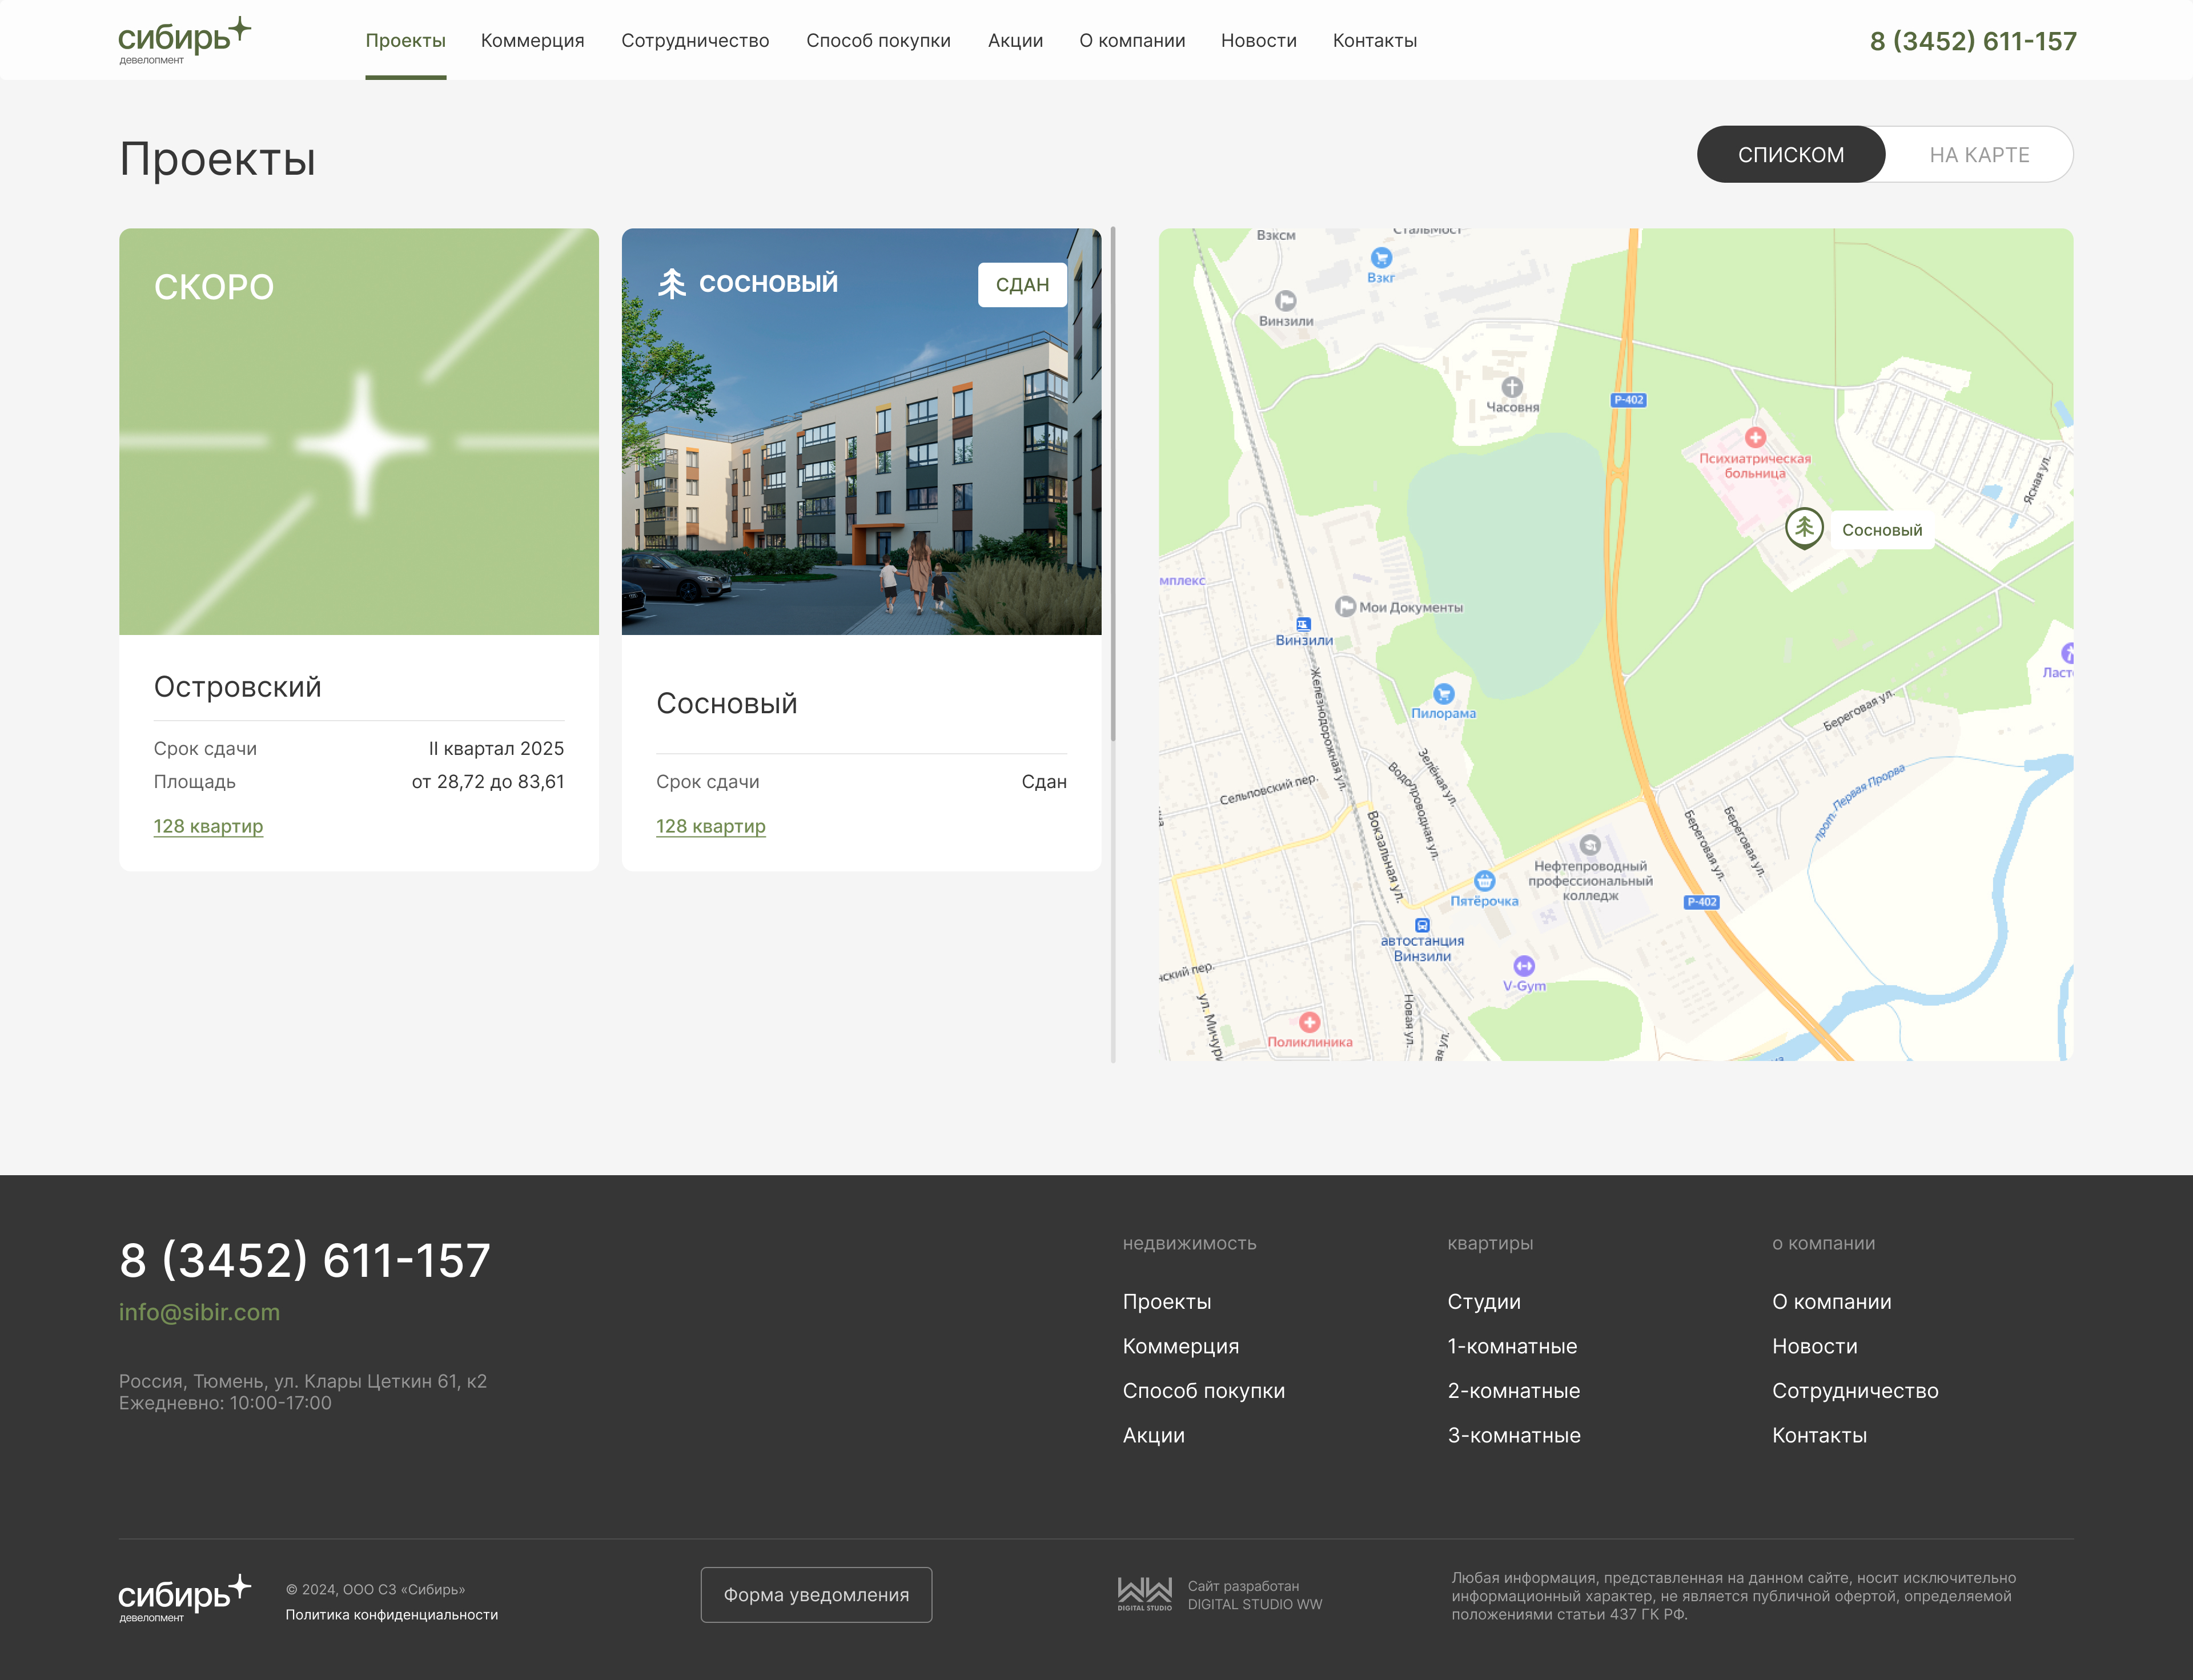 сибирь
девелопмент
Проекты
Коммерция
Сотрудничество
Способ покупки
Акции
О компании
Новости
Контакты
8 (3452) 611-157
Проекты
СПИСКОМ
НА КАРТЕ
СКОРО
Островский
Срок сдачи
II квартал 2025
Площадь
от 28,72 до 83,61
128 квартир
СОСНОВЫЙ
СДАН
Сосновый
Срок сдачи
Сдан
128 квартир
Взксм
Стальмост
Взкг
Винзили
Часовня
Р-402
Психиатрическая
больница
Ясная ул.
Сосновый
мплекс
Мои Документы
Винзили
Железнодорожная ул.
Пилорама
Ласт
Береговая ул.
Зелёная ул.
Водопроводная ул.
Сельповский пер.
прот. Первая Прорва
Вокзальная ул.
Береговая ул.
Береговая ул.
Нефтепроводный
профессиональный
колледж
Пятёрочка
Р-402
автостанция
Винзили
нский пер.
V-Gym
ул. Мичури
Новая ул.
ая ул.
Поликлиника
8 (3452) 611-157
info@sibir.com
Россия, Тюмень, ул. Клары Цеткин 61, к2
Ежедневно: 10:00-17:00
недвижимость
Проекты
Коммерция
Способ покупки
Акции
квартиры
Студии
1-комнатные
2-комнатные
3-комнатные
о компании
О компании
Новости
Сотрудничество
Контакты
сибирь
девелопмент
© 2024, ООО СЗ «Сибирь»
Политика конфиденциальности
Форма уведомления
WW
DIGITAL STUDIO
Сайт разработан
DIGITAL STUDIO WW
Любая информация, представленная на данном сайте, носит исключительно
информационный характер, не является публичной офертой, определяемой
положениями статьи 437 ГК РФ.